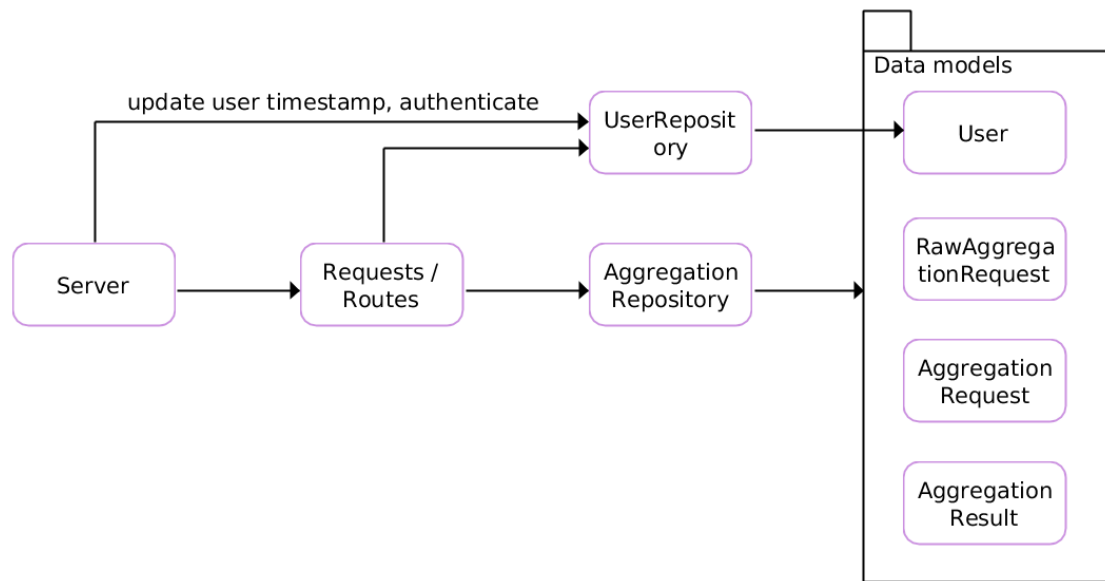 Data models
update user timestamp, authenticate
UserReposit
ory
User
Server
Requests /
Routes
Aggregation
Repository
RawAggrega
tionRequest
Aggregation
Request
Aggregation
Result